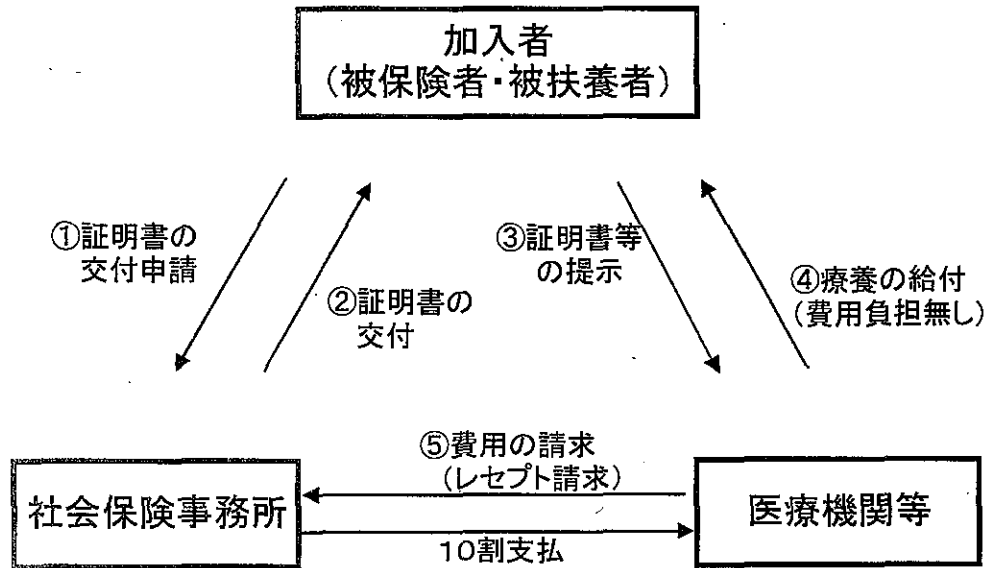 加入者
(被保険者・被扶養者)
①証明書の
交付申請
②証明書の
交付
③証明書等
の提示
④療養の給付
(費用負担無し)
⑤費用の請求
(レセプト請求)
社会保険事務所
医療機関等
10割支払